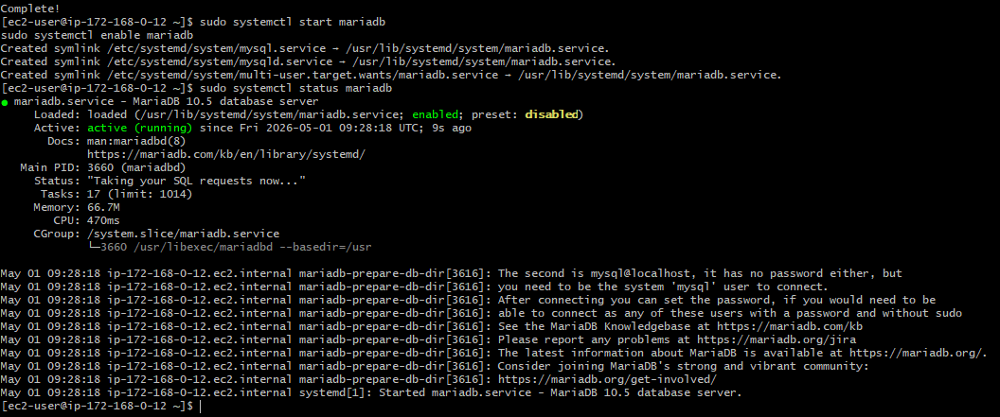 Complete!
[ec2-user@ip-172-168-0-12 ~]$ sudo systemctl start mariadb
sudo systemctl enable mariadb
Created symlink /etc/systemd/system/mysql.service → /usr/lib/systemd/system/mariadb.service.
Created symlink /etc/systemd/system/mysqld.service → /usr/lib/systemd/system/mariadb.service.
Created symlink /etc/systemd/system/multi-user.target.wants/mariadb.service → /usr/lib/systemd/system/mariadb.service.
[ec2-user@ip-172-168-0-12 ~]$ sudo systemctl status mariadb
● mariadb.service - MariaDB 10.5 database server
     Loaded: loaded (/usr/lib/systemd/system/mariadb.service; enabled; preset: disabled)
     Active: active (running) since Fri 2026-05-01 09:28:18 UTC; 9s ago
       Docs: man:mariadbd(8)
             https://mariadb.com/kb/en/library/systemd/
   Main PID: 3660 (mariadbd)
     Status: "Taking your SQL requests now..."
      Tasks: 17 (limit: 1014)
     Memory: 66.7M
        CPU: 470ms
     CGroup: /system.slice/mariadb.service
             └─3660 /usr/libexec/mariadbd --basedir=/usr

May 01 09:28:18 ip-172-168-0-12.ec2.internal mariadb-prepare-db-dir[3616]: The second is mysql@localhost, it has no password either, but
May 01 09:28:18 ip-172-168-0-12.ec2.internal mariadb-prepare-db-dir[3616]: you need to be the system 'mysql' user to connect.
May 01 09:28:18 ip-172-168-0-12.ec2.internal mariadb-prepare-db-dir[3616]: After connecting you can set the password, if you would need to be
May 01 09:28:18 ip-172-168-0-12.ec2.internal mariadb-prepare-db-dir[3616]: able to connect as any of these users with a password and without sudo
May 01 09:28:18 ip-172-168-0-12.ec2.internal mariadb-prepare-db-dir[3616]: See the MariaDB Knowledgebase at https://mariadb.com/kb
May 01 09:28:18 ip-172-168-0-12.ec2.internal mariadb-prepare-db-dir[3616]: Please report any problems at https://mariadb.org/jira
May 01 09:28:18 ip-172-168-0-12.ec2.internal mariadb-prepare-db-dir[3616]: The latest information about MariaDB is available at https://mariadb.org/.
May 01 09:28:18 ip-172-168-0-12.ec2.internal mariadb-prepare-db-dir[3616]: Consider joining MariaDB's strong and vibrant community:
May 01 09:28:18 ip-172-168-0-12.ec2.internal mariadb-prepare-db-dir[3616]: https://mariadb.org/get-involved/
May 01 09:28:18 ip-172-168-0-12.ec2.internal systemd[1]: Started mariadb.service - MariaDB 10.5 database server.
[ec2-user@ip-172-168-0-12 ~]$